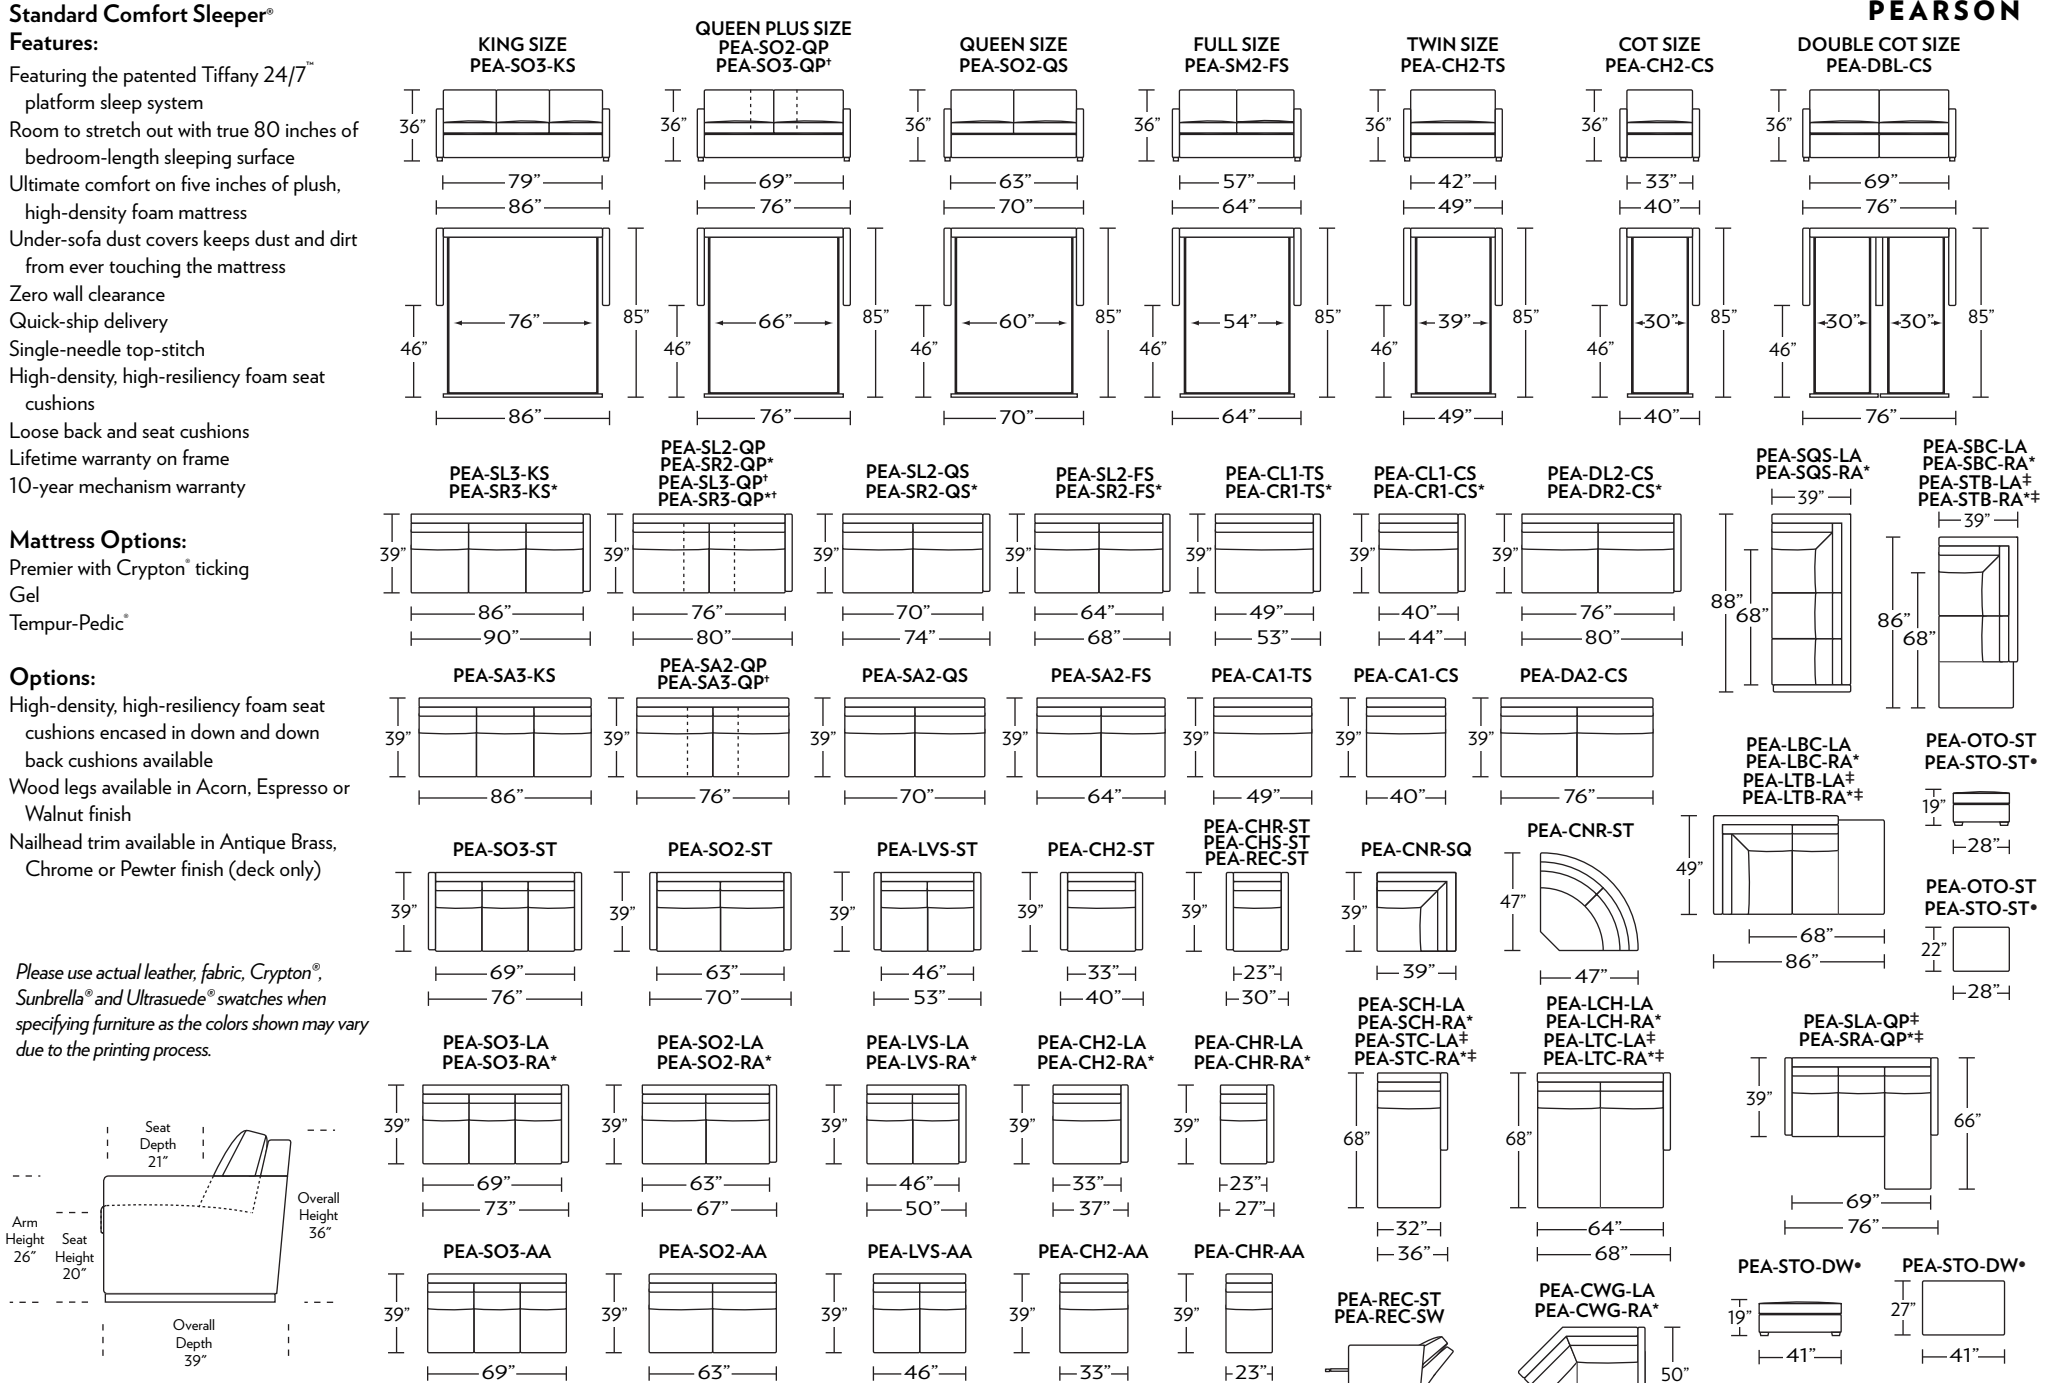 Standard Comfort Sleeper®
Features:
Featuring the patented Tiffany 24/7™
platform sleep system
Room to stretch out with true 80 inches of
bedroom-length sleeping surface
Ultimate comfort on five inches of plush,
high-density foam mattress
Under-sofa dust covers keeps dust and dirt
from ever touching the mattress
Zero wall clearance
Quick-ship delivery
Single-needle top-stitch
High-density, high-resiliency foam seat
cushions
Loose back and seat cushions
Lifetime warranty on frame
10-year mechanism warranty
Mattress Options:
Premier with Crypton® ticking
Gel
Tempur-Pedic®
Options:
High-density, high-resiliency foam seat
cushions encased in down and down
back cushions available
Wood legs available in Acorn, Espresso or
Walnut finish
Nailhead trim available in Antique Brass,
Chrome or Pewter finish (deck only)
Please use actual leather, fabric, Crypton®,
Sunbrella® and Ultrasuede® swatches when
specifying furniture as the colors shown may vary
due to the printing process.
Seat
Depth
21”
Arm
Height
26”
Seat
Height
20”
Overall
Height
36”
Overall
Depth
39”
PEARSON
KING SIZE
PEA-SO3-KS
36”
79”
86”
76”
46”
85”
86”
QUEEN PLUS SIZE
PEA-SO2-QP
PEA-SO3-QP†
36”
69”
76”
66”
46”
85”
76”
QUEEN SIZE
PEA-SO2-QS
36”
63”
70”
60”
46”
85”
70”
FULL SIZE
PEA-SM2-FS
36”
57”
64”
54”
46”
85”
64”
TWIN SIZE
PEA-CH2-TS
36”
42”
49”
39”
46”
85”
49”
COT SIZE
PEA-CH2-CS
36”
33”
40”
30”
46”
85”
40”
DOUBLE COT SIZE
PEA-DBL-CS
36”
69”
76”
30”
30”
46”
85”
76”
PEA-SL3-KS
PEA-SR3-KS*
39”
86”
90”
PEA-SL2-QP
PEA-SR2-QP*
PEA-SL3-QP†
PEA-SR3-QP*†
39”
76”
80”
PEA-SL2-QS
PEA-SR2-QS*
39”
70”
74”
PEA-SL2-FS
PEA-SR2-FS*
39”
64”
68”
PEA-CL1-TS
PEA-CR1-TS*
39”
49”
53”
PEA-CL1-CS
PEA-CR1-CS*
39”
40”
44”
PEA-DL2-CS
PEA-DR2-CS*
39”
76”
80”
PEA-SQS-LA
PEA-SQS-RA*
39”
88”
68”
PEA-SBC-LA
PEA-SBC-RA*
PEA-STB-LA‡
PEA-STB-RA*‡
39”
86”
68”
PEA-SA3-KS
39”
86”
PEA-SA2-QP
PEA-SA3-QP†
39”
76”
PEA-SA2-QS
39”
70”
PEA-SA2-FS
39”
64”
PEA-CA1-TS
39”
49”
PEA-CA1-CS
39”
40”
PEA-DA2-CS
39”
76”
PEA-LBC-LA
PEA-LBC-RA*
PEA-LTB-LA‡
PEA-LTB-RA*‡
49”
68”
86”
PEA-OTO-ST
PEA-STO-ST•
19”
28”
PEA-OTO-ST
PEA-STO-ST•
22”
28”
PEA-SO3-ST
39”
69”
76”
PEA-SO2-ST
39”
63”
70”
PEA-LVS-ST
39”
46”
53”
PEA-CH2-ST
39”
33”
40”
PEA-CHR-ST
PEA-CHS-ST
PEA-REC-ST
39”
23”
30”
PEA-CNR-SQ
39”
39”
PEA-CNR-ST
47”
47”
PEA-SO3-LA
PEA-SO3-RA*
39”
69”
73”
PEA-SO2-LA
PEA-SO2-RA*
39”
63”
67”
PEA-LVS-LA
PEA-LVS-RA*
39”
46”
50”
PEA-CH2-LA
PEA-CH2-RA*
39”
33”
37”
PEA-CHR-LA
PEA-CHR-RA*
39”
23”
27”
PEA-SCH-LA
PEA-SCH-RA*
PEA-STC-LA‡
PEA-STC-RA*‡
68”
32”
36”
PEA-LCH-LA
PEA-LCH-RA*
PEA-LTC-LA‡
PEA-LTC-RA*‡
68”
64”
68”
PEA-SLA-QP‡
PEA-SRA-QP*‡
39”
66”
69”
76”
PEA-SO3-AA
39”
69”
PEA-SO2-AA
39”
63”
PEA-LVS-AA
39”
46”
PEA-CH2-AA
39”
33”
PEA-CHR-AA
39”
23”
PEA-REC-ST
PEA-REC-SW
PEA-CWG-LA
PEA-CWG-RA*
50”
PEA-STO-DW•
19”
41”
PEA-STO-DW•
27”
41”